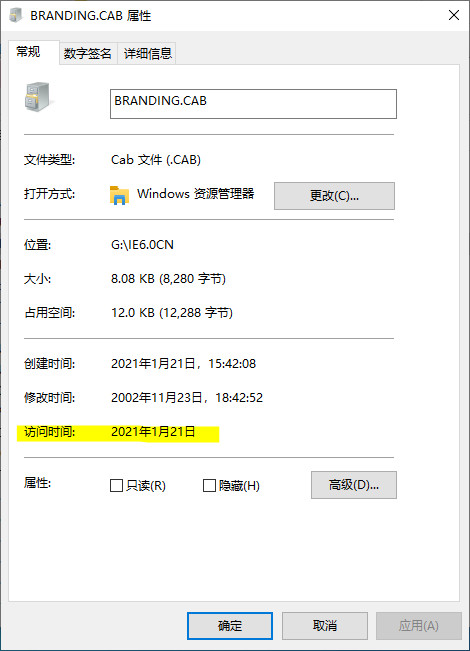 BRANDING.CAB 属性
常规 数字签名 详细信息
BRANDING.CAB
文件类型: Cab 文件 (.CAB)
打开方式: Windows 资源管理器 更改(C)...
位置: G:\IE6.0CN
大小: 8.08 KB (8,280 字节)
占用空间: 12.0 KB (12,288 字节)
创建时间: 2021年1月21日，15:42:08
修改时间: 2002年11月23日，18:42:52
访问时间: 2021年1月21日
属性: 只读(R) 隐藏(H) 高级(D)...
确定 取消 应用(A)